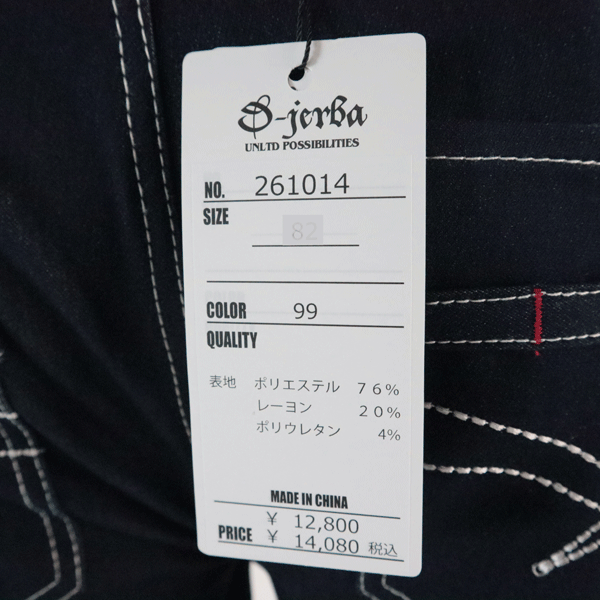 S-jerba
UNLTD POSSIBILITIES
NO. 261014
SIZE
82
COLOR 99
QUALITY
表地 ポリエステル 76%
レーヨン 20%
ポリウレタン 4%
MADE IN CHINA
¥ 12,800
PRICE ¥ 14,080 税込